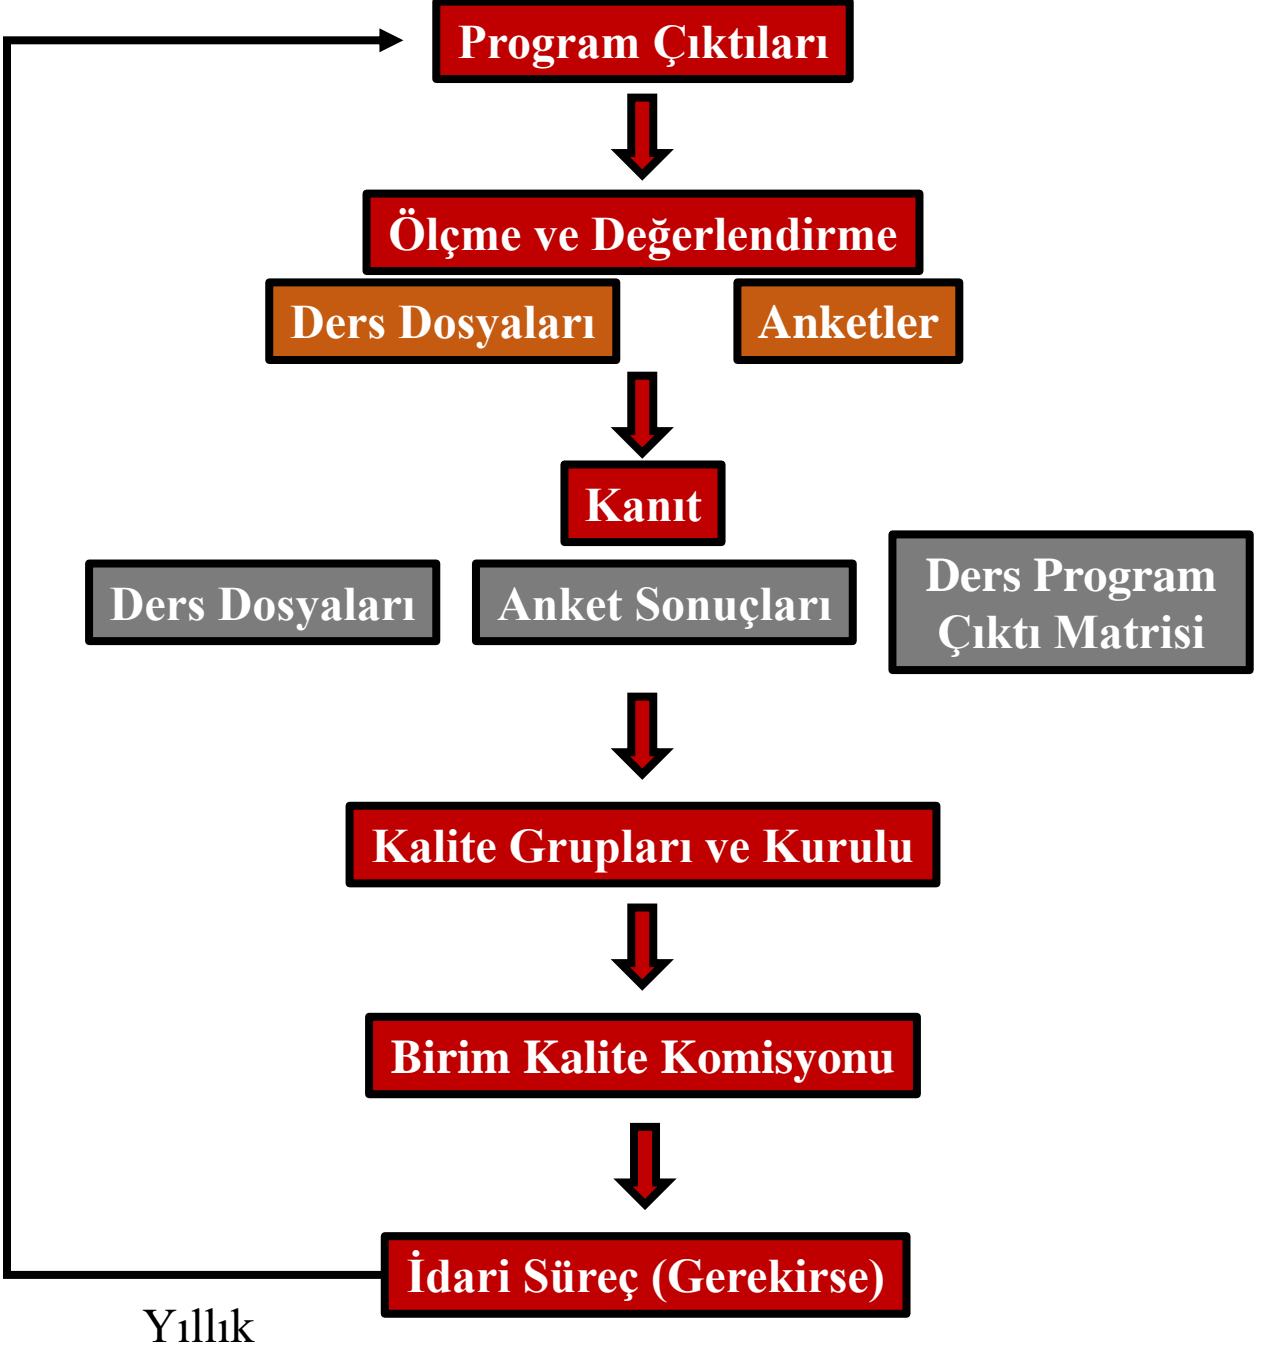 Program Çıktıları
Ölçme ve Değerlendirme
Ders Dosyaları
Anketler
Kanıt
Ders Dosyaları
Anket Sonuçları
Ders Program
Çıktı Matrisi
Kalite Grupları ve Kurulu
Birim Kalite Komisyonu
İdari Süreç (Gerekirse)
Yıllık